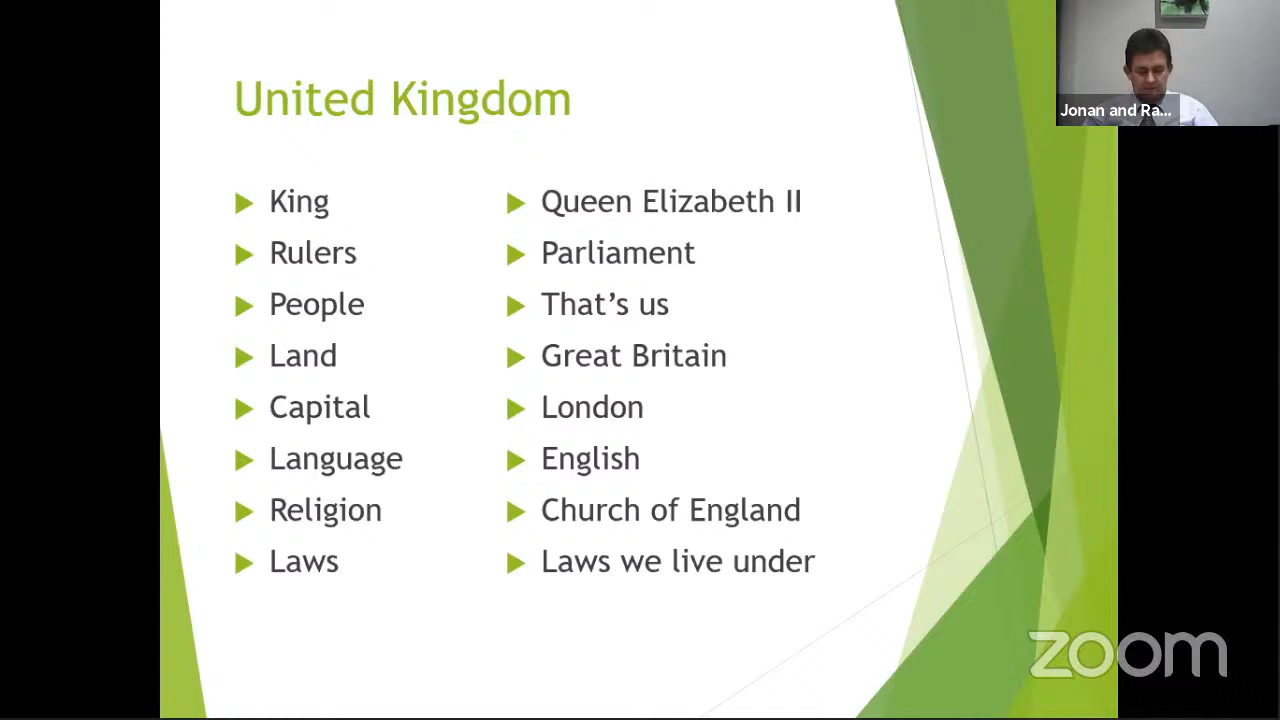 United Kingdom
King
Rulers
People
Land
Capital
Language
Religion
Laws
Queen Elizabeth II
Parliament
That's us
Great Britain
London
English
Church of England
Laws we live under
Jonan and Ra...
zoom